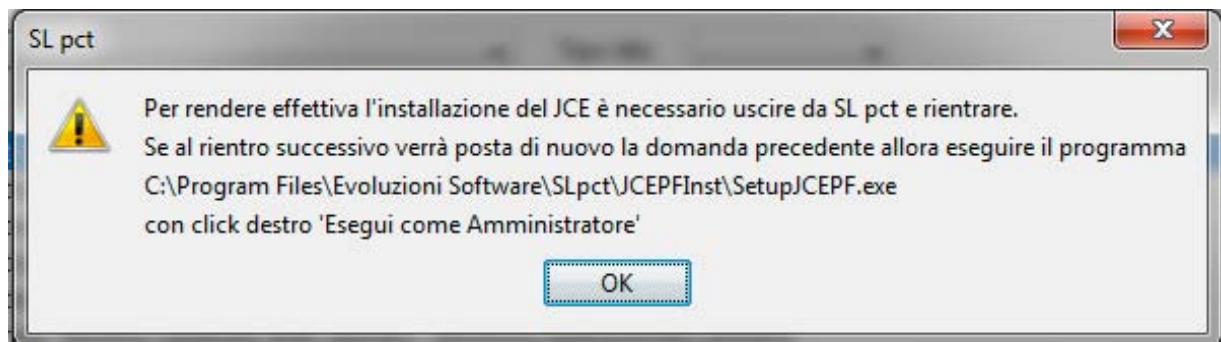 SL pct
Per rendere effettiva l'installazione del JCE è necessario uscire da SL pct e rientrare.
Se al rientro successivo verrà posta di nuovo la domanda precedente allora eseguire il programma
C:\Program Files\Evoluzioni Software\SLpct\JCEPFInst\SetupJCEPF.exe
con click destro 'Esegui come Amministratore'
OK